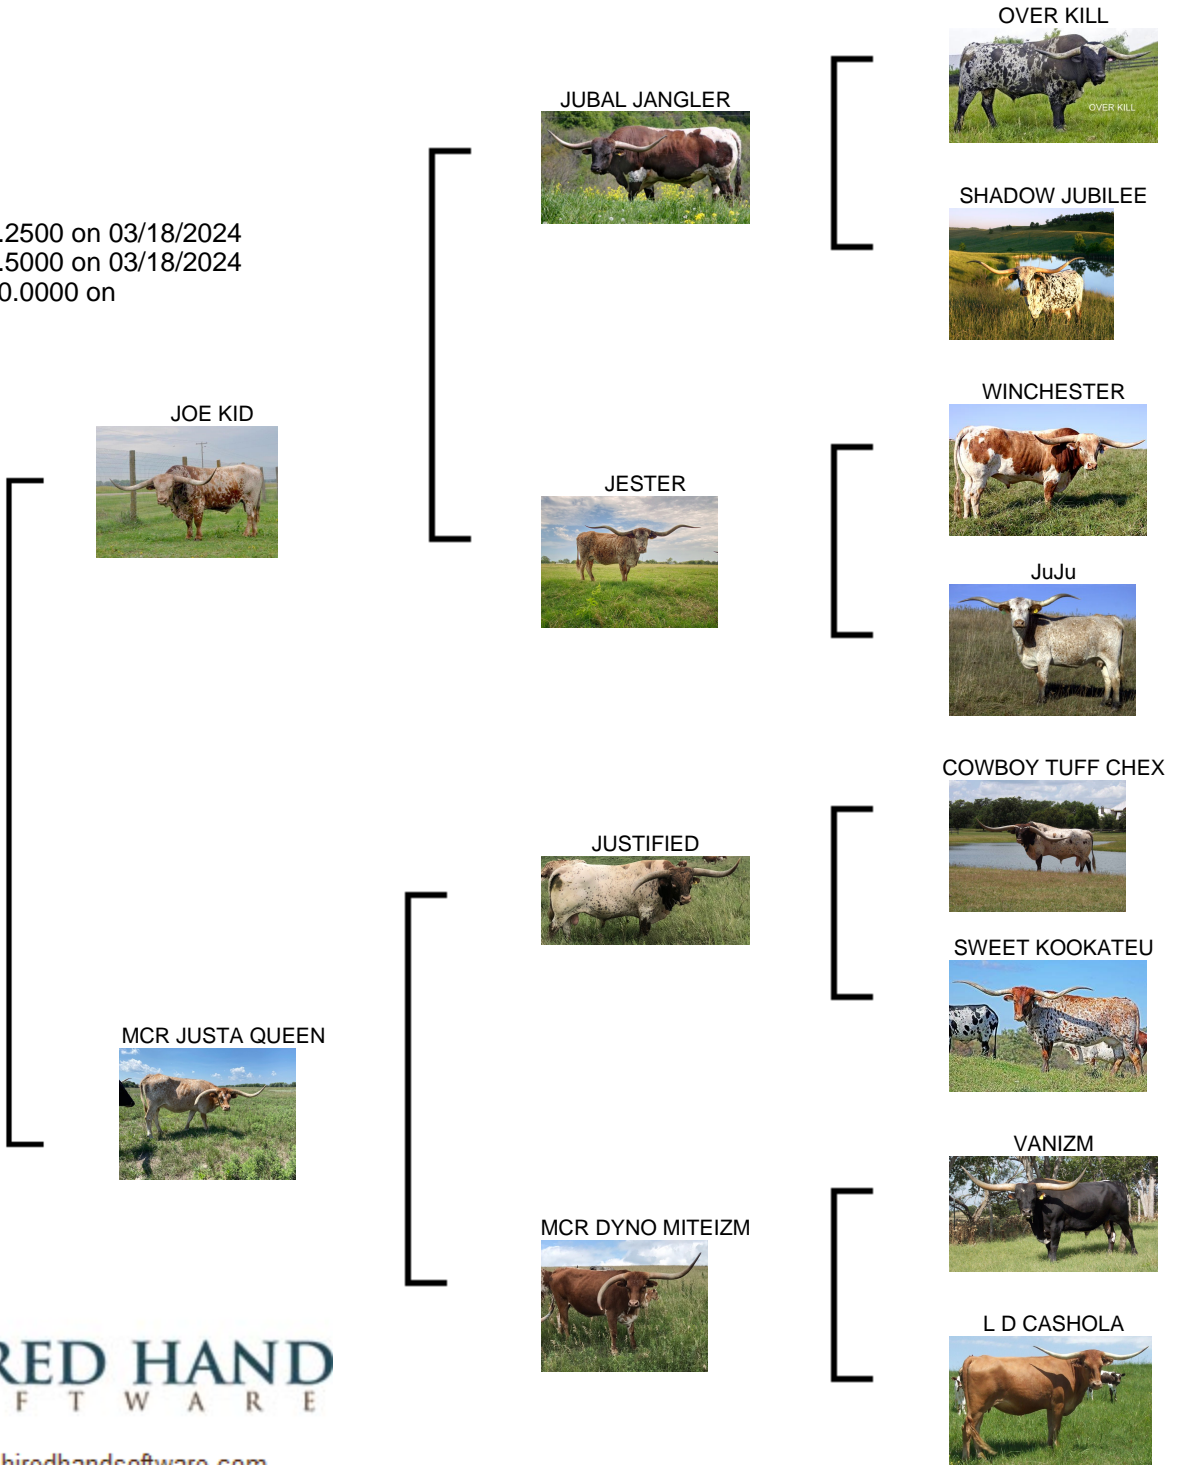 OVER KILL
OVER KILL
JUBAL JANGLER
SHADOW JUBILEE
.2500 on 03/18/2024
.5000 on 03/18/2024
0.0000 on
WINCHESTER
JOE KID
JESTER
JuJu
COWBOY TUFF CHEX
JUSTIFIED
SWEET KOOKATEU
MCR JUSTA QUEEN
VANIZM
MCR DYNO MITEIZM
L D CASHOLA
RED HAND
F T W A R E
hiredhandsoftware.com